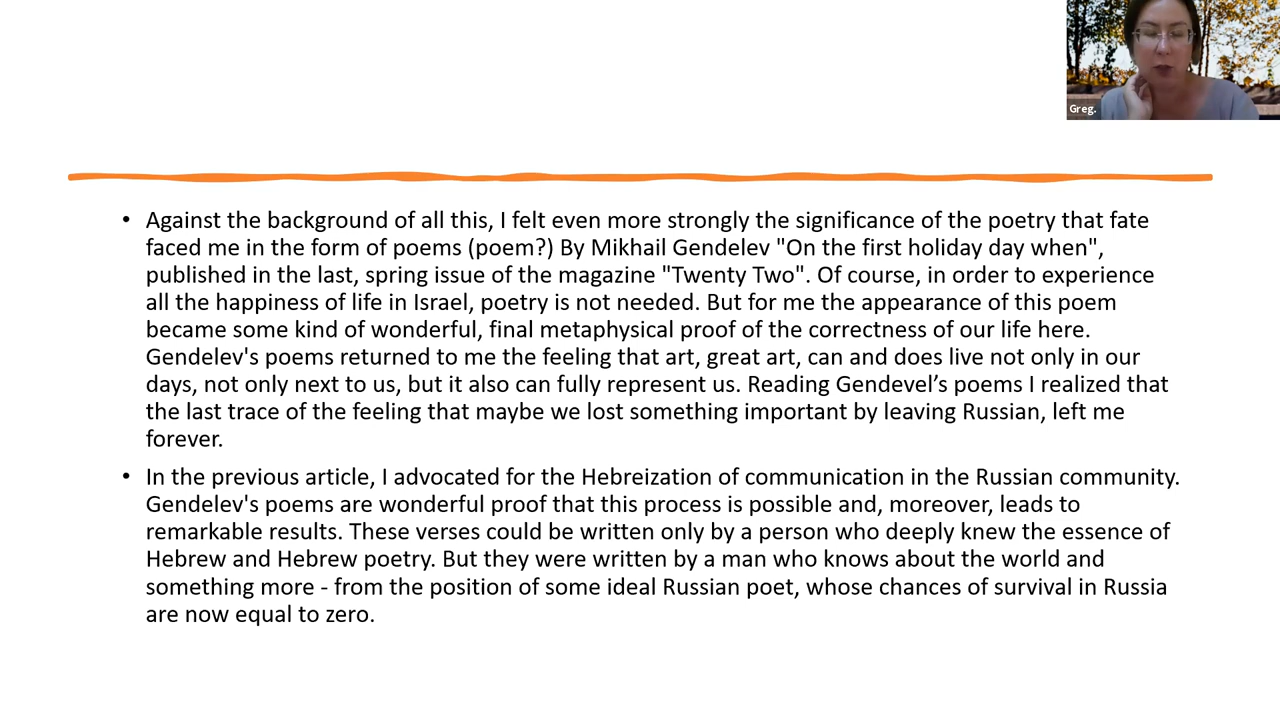 Greg.
• Against the background of all this, I felt even more strongly the significance of the poetry that fate
faced me in the form of poems (poem?) By Mikhail Gendelev "On the first holiday day when",
published in the last, spring issue of the magazine "Twenty Two". Of course, in order to experience
all the happiness of life in Israel, poetry is not needed. But for me the appearance of this poem
became some kind of wonderful, final metaphysical proof of the correctness of our life here.
Gendelev's poems returned to me the feeling that art, great art, can and does live not only in our
days, not only next to us, but it also can fully represent us. Reading Gendevel’s poems I realized that
the last trace of the feeling that maybe we lost something important by leaving Russian, left me
forever.
• In the previous article, I advocated for the Hebreization of communication in the Russian community.
Gendelev's poems are wonderful proof that this process is possible and, moreover, leads to
remarkable results. These verses could be written only by a person who deeply knew the essence of
Hebrew and Hebrew poetry. But they were written by a man who knows about the world and
something more - from the position of some ideal Russian poet, whose chances of survival in Russia
are now equal to zero.